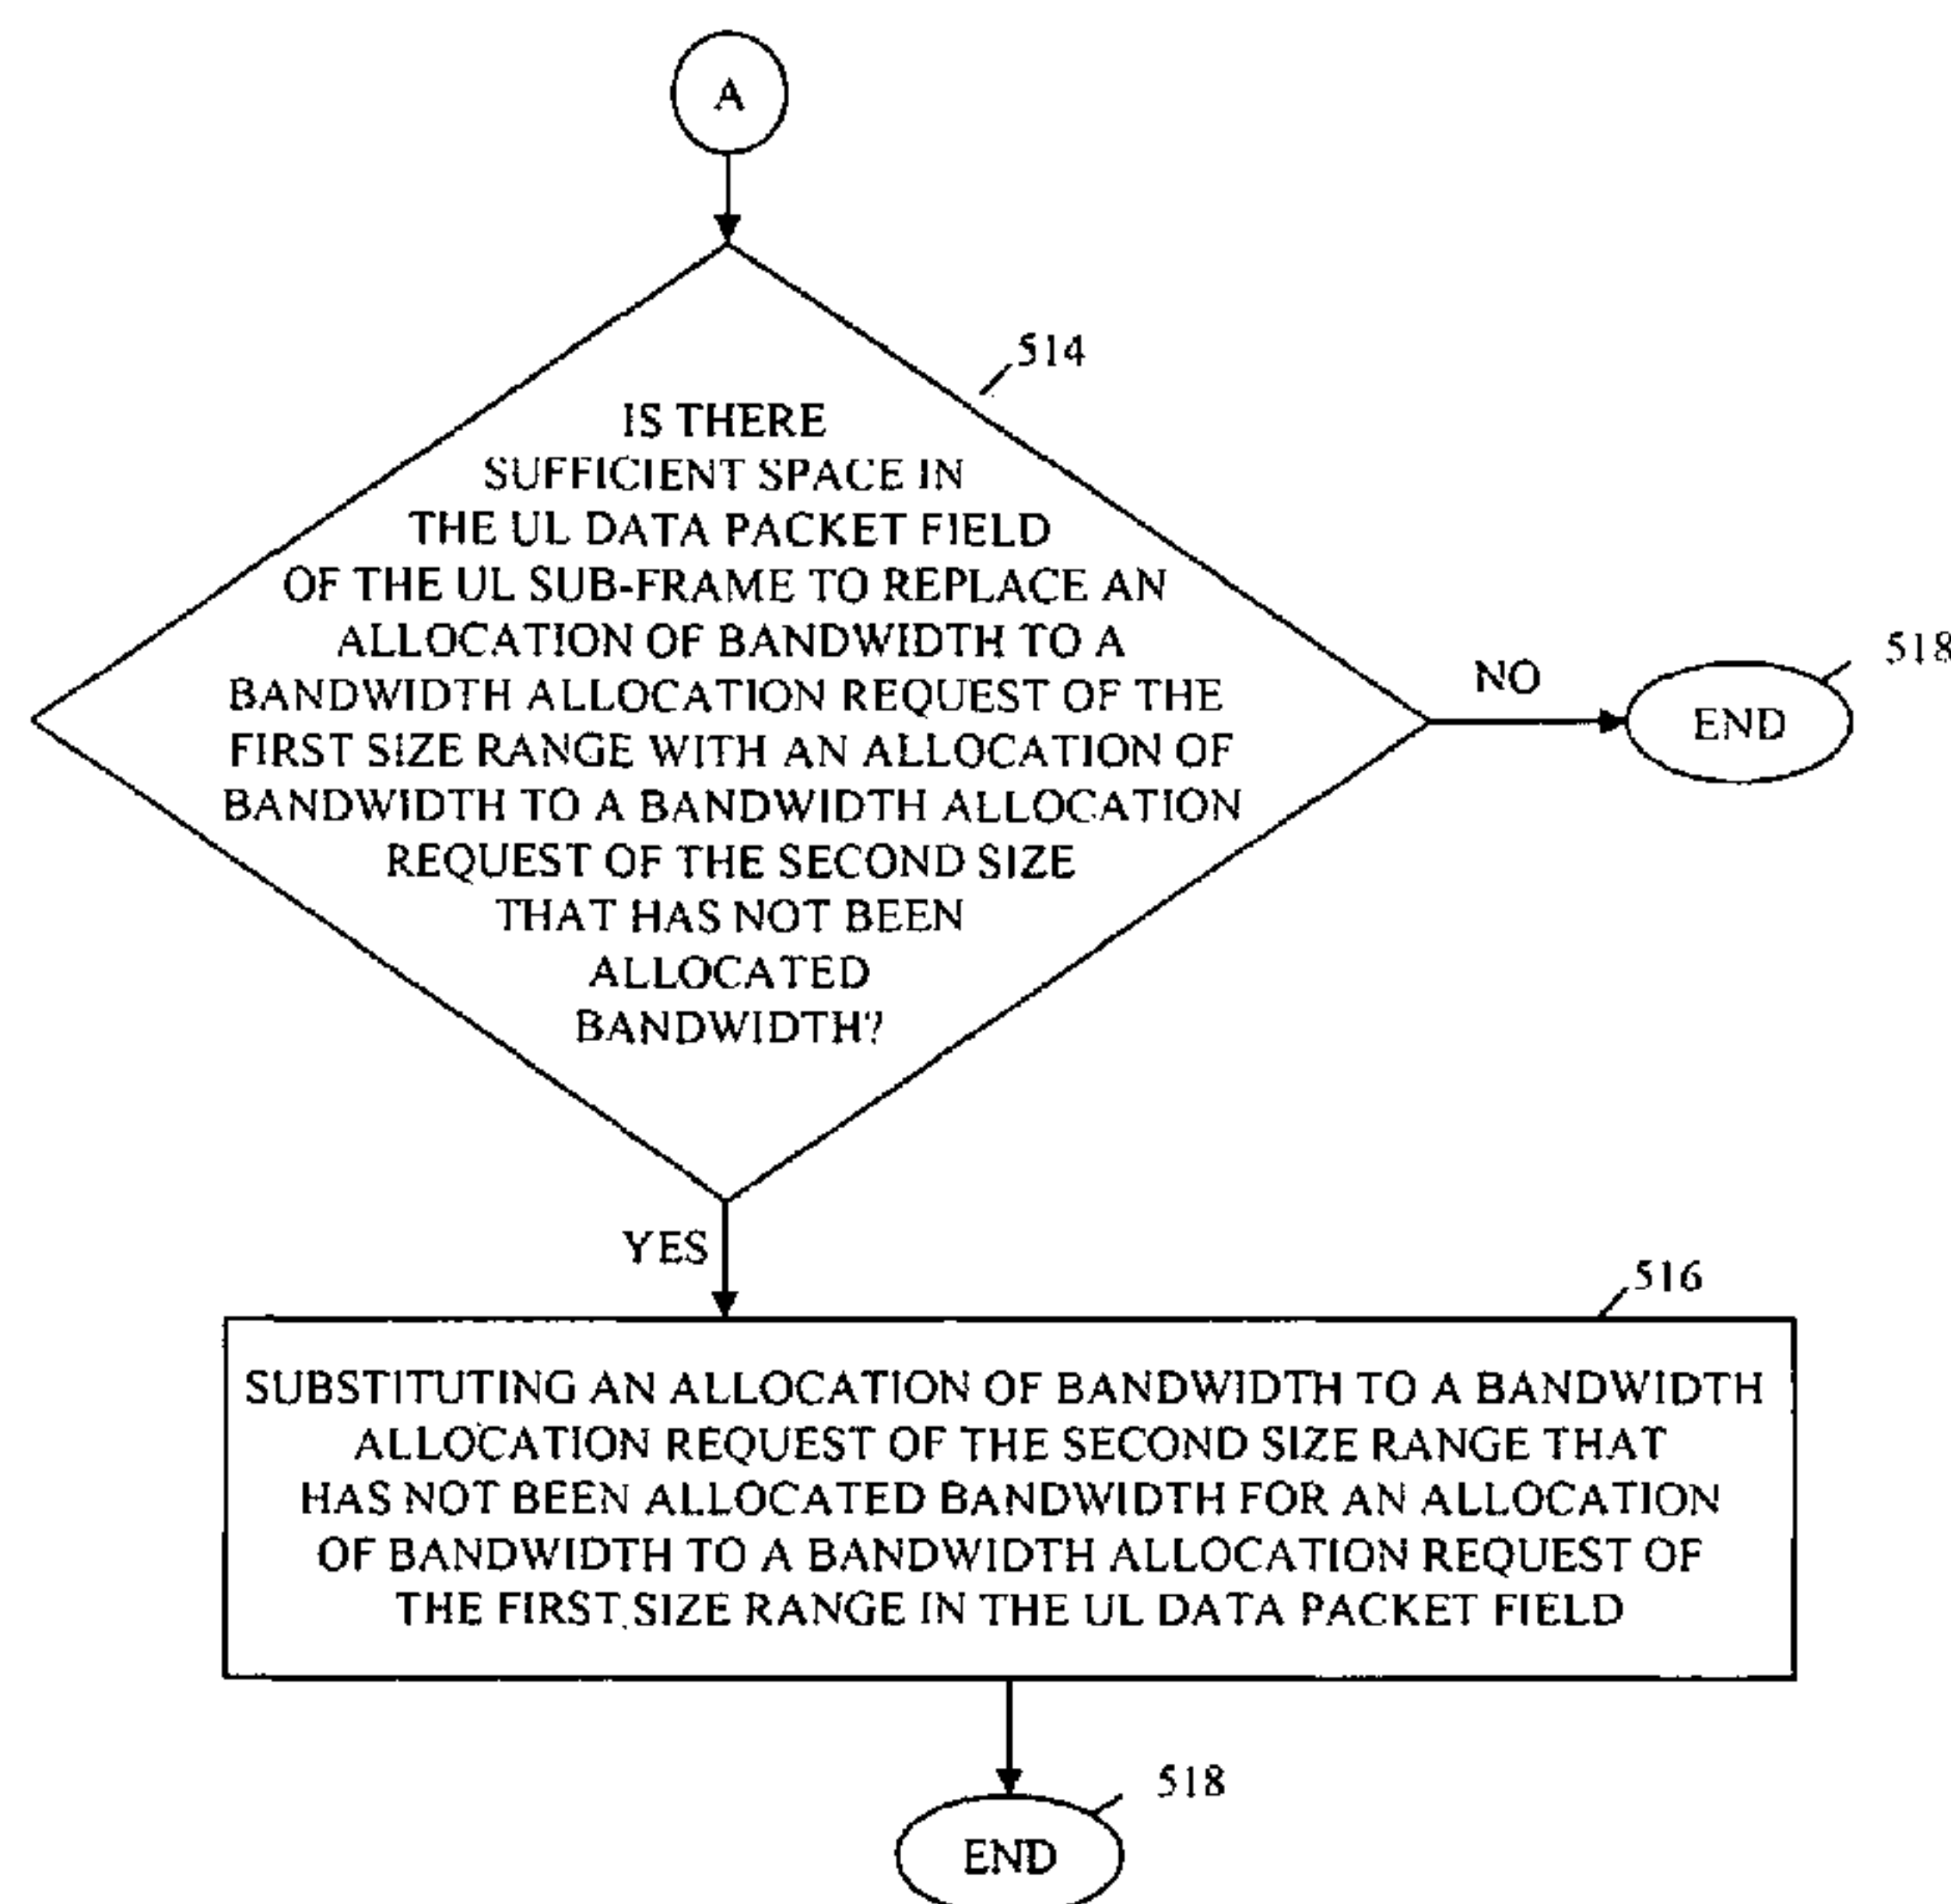 A
514
IS THERE
SUFFICIENT SPACE IN
THE UL DATA PACKET FIELD
OF THE UL SUB-FRAME TO REPLACE AN
ALLOCATION OF BANDWIDTH TO A
BANDWIDTH ALLOCATION REQUEST OF THE
FIRST SIZE RANGE WITH AN ALLOCATION OF
BANDWIDTH TO A BANDWIDTH ALLOCATION
REQUEST OF THE SECOND SIZE
THAT HAS NOT BEEN
ALLOCATED
BANDWIDTH?
NO
518
END
YES
516
SUBSTITUTING AN ALLOCATION OF BANDWIDTH TO A BANDWIDTH
ALLOCATION REQUEST OF THE SECOND SIZE RANGE THAT
HAS NOT BEEN ALLOCATED BANDWIDTH FOR AN ALLOCATION
OF BANDWIDTH TO A BANDWIDTH ALLOCATION REQUEST OF
THE FIRST SIZE RANGE IN THE UL DATA PACKET FIELD
518
END